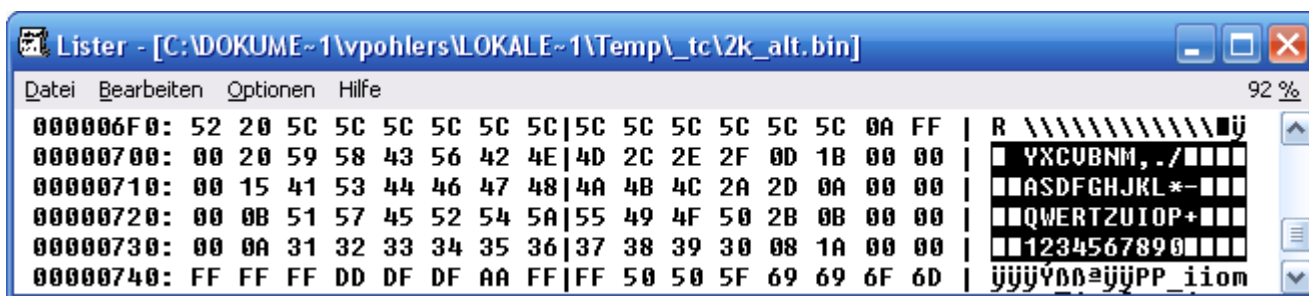 Lister - [C:\DOKUME~1\vpohlers\LOKALE~1\Temp\_tc\2k_alt.bin]
Datei Bearbeiten Optionen Hilfe 92 %
000006F0: 52 20 5C 5C 5C 5C 5C 5C|5C 5C 5C 5C 5C 5C 0A FF | R \\\\\\\\\\\\■ÿ
00000700: 00 20 59 58 43 56 42 4E|4D 2C 2E 2F 0D 1B 00 00 | ■ YXCVBNM,./■■■■
00000710: 00 15 41 53 44 46 47 48|4A 4B 4C 2A 2D 0A 00 00 | ■■ASDFGHJKL*-■■■
00000720: 00 0B 51 57 45 52 54 5A|55 49 4F 50 2B 0B 00 00 | ■■QWERTZUIOP+■■■
00000730: 00 0A 31 32 33 34 35 36|37 38 39 30 08 1A 00 00 | ■■1234567890■■■■
00000740: FF FF FF DD DF DF AA FF|FF 50 50 5F 69 69 6F 6D | ÿÿÿÝßßªÿÿPP_iiom